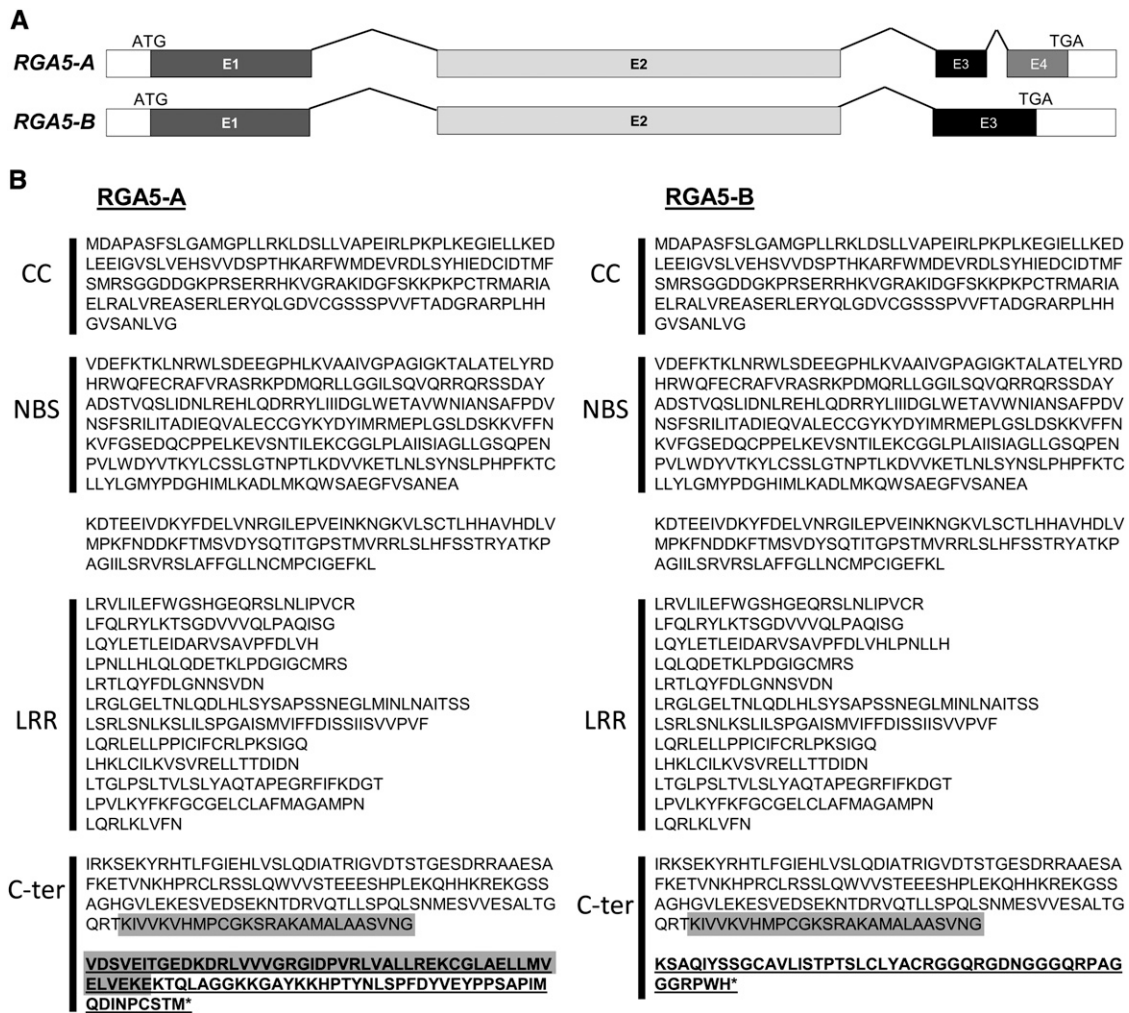 A
ATG TGA
RGA5-A E1 E2 E3 E4
ATG TGA
RGA5-B E1 E2 E3
B
RGA5-A
CC
MDAPASFSLGAMGPLLRKLDSLLVAPEIRLPKPLKEGIELLKED
LEEIGVSLVEHSVVDSPTHKARFWMDEVRDLSYHIEDCIDTMF
SMRSGGDDGKPRSERRHKVGRAKIDGFSKKPKPCTRMARIA
ELRALVREASERLERYQLGDVCGSSSPVVFTADGRARPLHH
GVSANLVG
NBS
VDEFKTKLNRWLSDEEGPHLKVAAIVGPAGIGKTALATELYRD
HRWQFECRAFVRASRKPDMQRLLGGILSQVQRRQRSSDAY
ADSTVQSLIDNLREHLQDRRYLIIIDGLWETAVWNIANSAFPDV
NSFSRILITADIEQVALECCGYKYDYIMRMEPLGSLDSKKVFFN
KVFGSEDQCPPELKEVSNTILEKCGGLPLAIISIAGLLGSQPEN
PVLWDYVTKYLCSSLGTNPTLKDVVKETLNLSYNSLPHPFKTC
LLYLGMYPDGHIMLKADLMKQWSAEGFVSANEA
KDTEEIVDKYFDELVNRGILEPVEINKNGKVLSCTLHHAVHDLV
MPKFNDDKFTMSVDYSQTITGPSTMVRRLSLHFSSTRYATKP
AGIILSRVRSLAFFGLLNCMPCIGEFKL
LRR
LRVLILEFWGSHGEQRSLNLIPVCR
LFQLRYLKTSGDVVVQLPAQISG
LQYLETLEIDARVSAVPFDLVH
LPNLLHLQLQDETKLPDGIGCMRS
LRTLQYFDLGNNSVDN
LRGLGELTNLQDLHLSYSAPSSNEGLMINLNAITSS
LSRLSNLKSLILSPGAISMVIFFDISSIISVVPVF
LQRLELLPPICIFCRLPKSIGQ
LHKLCILKVSVRELLTTDIDN
LTGLPSLTVLSLYAQTAPEGRFIFKDGT
LPVLKYFKFGCGELCLAFMAGAMPN
LQRLKLVFN
C-ter
IRKSEKYRHTLFGIEHLVSLQDIATRIGVDTSTGESDRRAAESA
FKETVNKHPRCLRSSLQWVVSTEEESHPLEKQHHKREKGSS
AGHGVLEKESVEDSEKNTDRVQTLLSPQLSNMESVVESALTG
QRTKIVVKVHMPCGKSRAKAMALAASVNG
VDSVEITGEDKDRLVVVGRGIDPVRLVALLREKCGLAELLMV
ELVEKEKTQLAGGKKGAYKKHPTYNLSPFDYVEYPPSAPIM
QDINPCSTM*
RGA5-B
CC
MDAPASFSLGAMGPLLRKLDSLLVAPEIRLPKPLKEGIELLKED
LEEIGVSLVEHSVVDSPTHKARFWMDEVRDLSYHIEDCIDTMF
SMRSGGDDGKPRSERRHKVGRAKIDGFSKKPKPCTRMARIA
ELRALVREASERLERYQLGDVCGSSSPVVFTADGRARPLHH
GVSANLVG
NBS
VDEFKTKLNRWLSDEEGPHLKVAAIVGPAGIGKTALATELYRD
HRWQFECRAFVRASRKPDMQRLLGGILSQVQRRQRSSDAY
ADSTVQSLIDNLREHLQDRRYLIIIDGLWETAVWNIANSAFPDV
NSFSRILITADIEQVALECCGYKYDYIMRMEPLGSLDSKKVFFN
KVFGSEDQCPPELKEVSNTILEKCGGLPLAIISIAGLLGSQPEN
PVLWDYVTKYLCSSLGTNPTLKDVVKETLNLSYNSLPHPFKTC
LLYLGMYPDGHIMLKADLMKQWSAEGFVSANEA
KDTEEIVDKYFDELVNRGILEPVEINKNGKVLSCTLHHAVHDLV
MPKFNDDKFTMSVDYSQTITGPSTMVRRLSLHFSSTRYATKP
AGIILSRVRSLAFFGLLNCMPCIGEFKL
LRR
LRVLILEFWGSHGEQRSLNLIPVCR
LFQLRYLKTSGDVVVQLPAQISG
LQYLETLEIDARVSAVPFDLVHLPNLLH
LQLQDETKLPDGIGCMRS
LRTLQYFDLGNNSVDN
LRGLGELTNLQDLHLSYSAPSSNEGLMINLNAITSS
LSRLSNLKSLILSPGAISMVIFFDISSIISVVPVF
LQRLELLPPICIFCRLPKSIGQ
LHKLCILKVSVRELLTTDIDN
LTGLPSLTVLSLYAQTAPEGRFIFKDGT
LPVLKYFKFGCGELCLAFMAGAMPN
LQRLKLVFN
C-ter
IRKSEKYRHTLFGIEHLVSLQDIATRIGVDTSTGESDRRAAESA
FKETVNKHPRCLRSSLQWVVSTEEESHPLEKQHHKREKGSS
AGHGVLEKESVEDSEKNTDRVQTLLSPQLSNMESVVESALTG
QRTKIVVKVHMPCGKSRAKAMALAASVNG
KSAQIYSSGCAVLISTPTSLCLYACRGGQRGDNGGGQRPAG
GGRPWH*